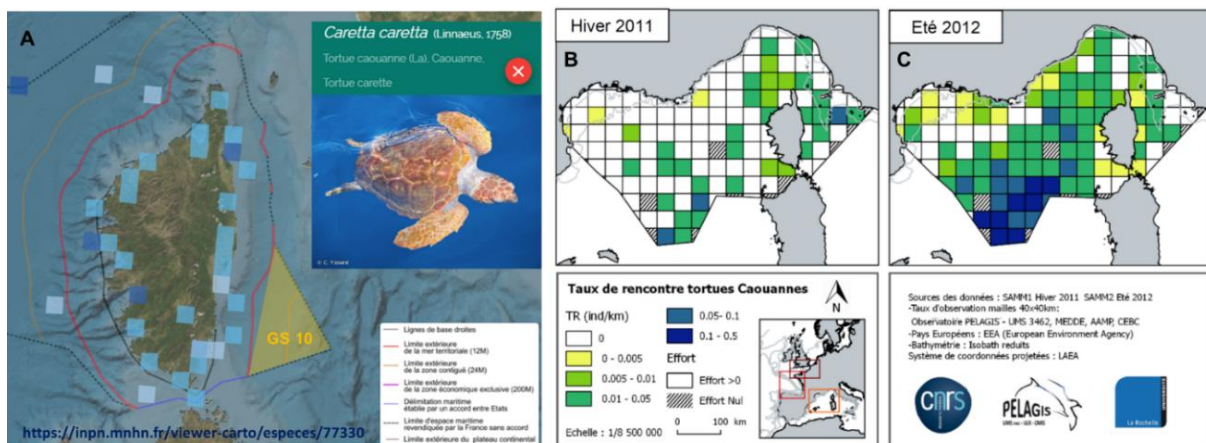 A
Caretta caretta (Linnaeus, 1758)
Tortue caouanne (La), Caouanne,
Tortue carette
© C. Yvound
GS 10
Lignes de base droites
Limite extérieure
de la mer territoriale (12M)
Limite extérieure
de la zone contiguë (24M)
Limite extérieure
de la zone économique exclusive (200M)
Délimitation maritime
établie par un accord entre Etats
Limite d'espace maritime
revendiquée par la France sans accord
Limite extérieure du plateau continental
https://inpn.mnhn.fr/viewer-carto/especes/77330
Hiver 2011
B
Eté 2012
C
Taux de rencontre tortues Caouannes
TR (ind/km)
0
0 - 0.005
0.005 - 0.01
0.01 - 0.05
0.05- 0.1
0.1 - 0.5
Effort
Effort >0
Effort Nul
N
Echelle : 1/8 500 000
0 100 km
Sources des données : SAMM1 Hiver 2011 SAMM2 Eté 2012
-Taux d'observation mailles 40x40km:
Observatoire PELAGIS - UMS 3462, MEDDE, AAMP, CEBC
-Pays Européens : EEA (European Environment Agency)
-Bathymétrie : Isobath reduits
Système de coordonnées projetées : LAEA
cnrs
PELAGIS
La Rochelle